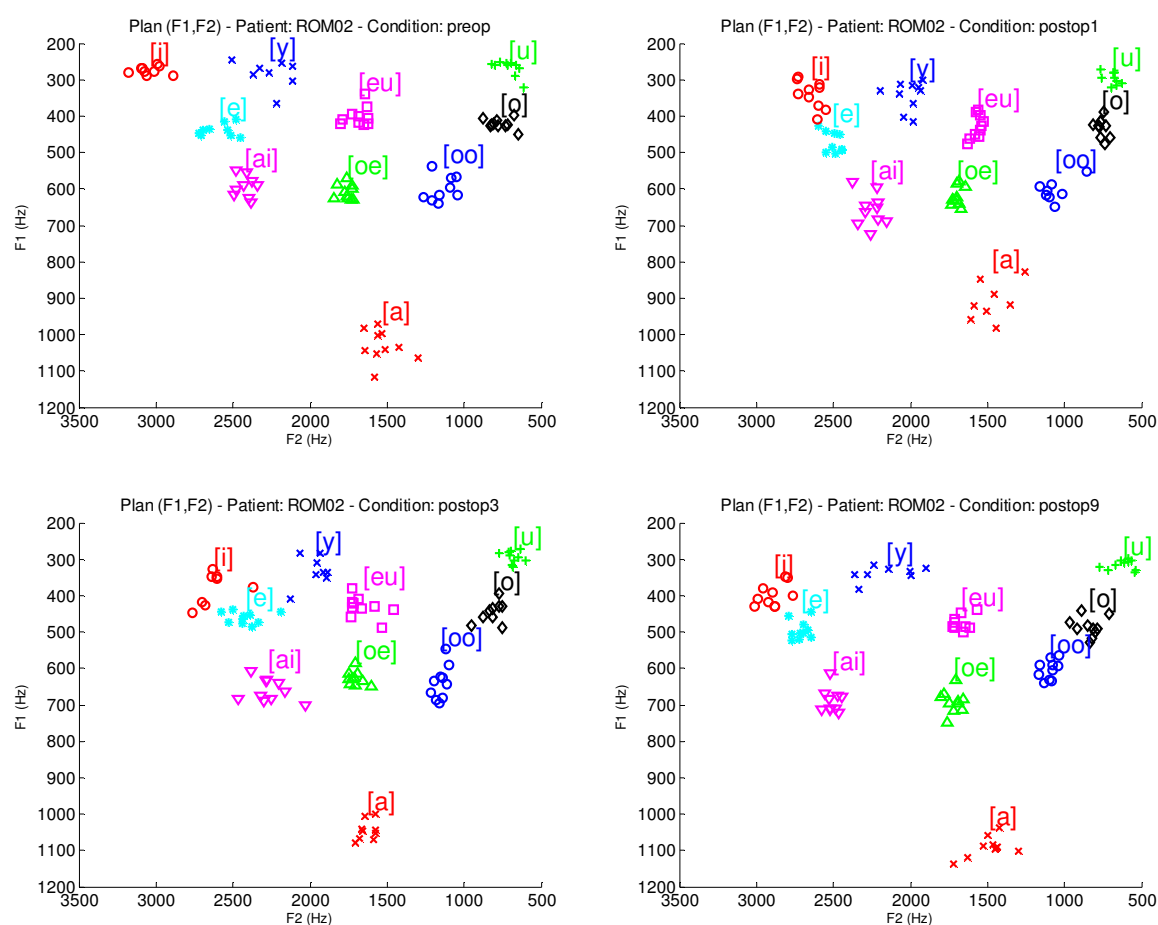 Plan (F1,F2) - Patient: ROM02 - Condition: preop
200
300
400
500
600
700
800
900
1000
1100
1200
F1 (Hz)
[i]
[y]
[u]
[eu]
[e]
[o]
[ai]
[oe]
[oo]
[a]
3500
3000
2500
2000
1500
1000
500
F2 (Hz)
Plan (F1,F2) - Patient: ROM02 - Condition: postop1
200
300
400
500
600
700
800
900
1000
1100
1200
F1 (Hz)
[i]
[y]
[u]
[eu]
[o]
[e]
[oo]
[ai]
[oe]
[a]
3500
3000
2500
2000
1500
1000
500
F2 (Hz)
Plan (F1,F2) - Patient: ROM02 - Condition: postop3
200
300
400
500
600
700
800
900
1000
1100
1200
F1 (Hz)
[i]
[y]
[u]
[eu]
[o]
[e]
[oo]
[ai]
[oe]
[a]
3500
3000
2500
2000
1500
1000
500
F2 (Hz)
Plan (F1,F2) - Patient: ROM02 - Condition: postop9
200
300
400
500
600
700
800
900
1000
1100
1200
F1 (Hz)
[i]
[y]
[u]
[eu]
[o]
[e]
[oo]
[ai]
[oe]
[a]
3500
3000
2500
2000
1500
1000
500
F2 (Hz)